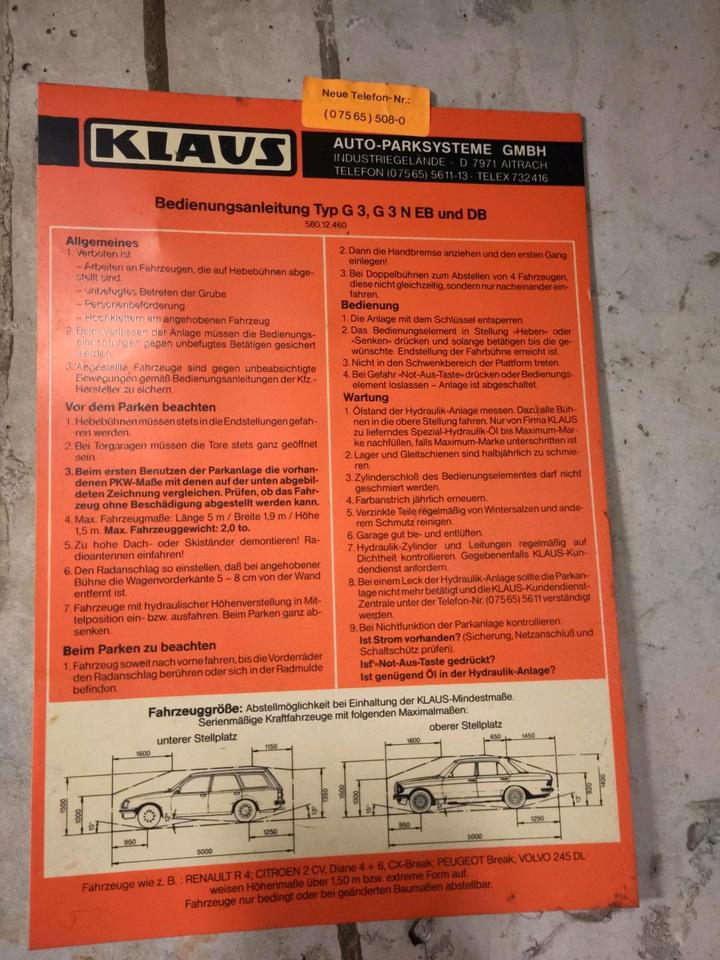 Neue Telefon-Nr.:
(07565) 508-0
KLAUS
AUTO-PARKSYSTEME GMBH
INDUSTRIEGELÄNDE · D 7971 AITRACH
TELEFON (07565) 5611-13 · TELEX 732416
Bedienungsanleitung Typ G 3, G 3 N EB und DB
580.12.460
Allgemeines
1. Verboten ist
– Arbeiten an Fahrzeugen, die auf Hebebühnen abge-
stellt sind.
– unbefugtes Betreten der Grube
– Personenbeförderung
– Hochklettern am angehobenen Fahrzeug
2. Beim Verlassen der Anlage müssen die Bedienungs-
einrichtungen gegen unbefugtes Betätigen gesichert
werden.
3. Abgestellte Fahrzeuge sind gegen unbeabsichtigte
Bewegungen gemäß Bedienungsanleitungen der Kfz.-
Hersteller zu sichern.
Vor dem Parken beachten
1. Hebebühnen müssen stets in die Endstellungen gefah-
ren werden.
2. Bei Torgaragen müssen die Tore stets ganz geöffnet
sein.
3. Beim ersten Benutzen der Parkanlage die vorhan-
denen PKW-Maße mit denen auf der unten abgebil-
deten Zeichnung vergleichen. Prüfen, ob das Fahr-
zeug ohne Beschädigung abgestellt werden kann.
4. Max. Fahrzeugmaße: Länge 5 m / Breite 1,9 m / Höhe
1,5 m. Max. Fahrzeuggewicht: 2,0 to.
5. Zu hohe Dach- oder Skiständer demontieren! Ra-
dioantennen einfahren!
6. Den Radanschlag so einstellen, daß bei angehobener
Bühne die Wagenvorderkante 5 – 8 cm von der Wand
entfernt ist.
7. Fahrzeuge mit hydraulischer Höhenverstellung in Mit-
telposition ein- bzw. ausfahren. Beim Parken ganz ab-
senken.
Beim Parken zu beachten
1. Fahrzeug soweit nach vorne fahren, bis die Vorderräder
den Radanschlag berühren oder sich in der Radmulde
befinden.
2. Dann die Handbremse anziehen und den ersten Gang
einlegen!
3. Bei Doppelbühnen zum Abstellen von 4 Fahrzeugen,
diese nicht gleichzeitig, sondern nur nacheinander ein-
fahren.
Bedienung
1. Die Anlage mit dem Schlüssel entsperren.
2. Das Bedienungselement in Stellung »Heben« oder
»Senken« drücken und solange betätigen bis die ge-
wünschte Endstellung der Fahrbühne erreicht ist.
3. Nicht in den Schwenkbereich der Plattform treten.
4. Bei Gefahr »Not-Aus-Taste« drücken oder Bedienungs-
element loslassen – Anlage ist abgeschaltet.
Wartung
1. Ölstand der Hydraulik-Anlage messen. Dazu alle Büh-
nen in die obere Stellung fahren. Nur von Firma KLAUS
zu lieferndes Spezial-Hydraulik-Öl bis Maximum-Mar-
ke nachfüllen, falls Maximum-Marke unterschritten ist
2. Lager und Gleitschienen sind halbjährlich zu schmie-
ren.
3. Zylinderschloß des Bedienungselementes darf nicht
geschmiert werden.
4. Farbanstrich jährlich erneuern.
5. Verzinkte Teile regelmäßig von Wintersalzen und ande-
rem Schmutz reinigen.
6. Garage gut be- und entlüften.
7. Hydraulik-Zylinder und Leitungen regelmäßig auf
Dichtheit kontrollieren. Gegebenenfalls KLAUS-Kun-
dendienst anfordern.
8. Bei einem Leck der Hydraulik-Anlage sollte die Parkan-
lage nicht mehr betätigt und die KLAUS-Kundendienst-
Zentrale unter der Telefon-Nr. (07565) 5611 verständigt
werden.
9. Bei Nichtfunktion der Parkanlage kontrollieren:
Ist Strom vorhanden? (Sicherung, Netzanschluß und
Schaltschütz prüfen).
Ist »Not-Aus-Taste gedrückt?
Ist genügend Öl in der Hydraulik-Anlage?
Fahrzeuggröße: Abstellmöglichkeit bei Einhaltung der KLAUS-Mindestmaße.
Serienmäßige Kraftfahrzeuge mit folgenden Maximalmaßen:
unterer Stellplatz
1600 1150
1500 1000 1350
15° 13°
950 1250
5000
oberer Stellplatz
1600 650 1450
1500 1000 920 1400
15° 13°
950 1250
5000
Fahrzeuge wie z. B. : RENAULT R 4; CITROEN 2 CV, Diane 4 + 6, CX-Break; PEUGEOT Break; VOLVO 245 DL
weisen Höhenmaße über 1,50 m bzw. extreme Form auf.
Fahrzeuge nur bedingt oder bei geänderten Baumaßen abstellbar.